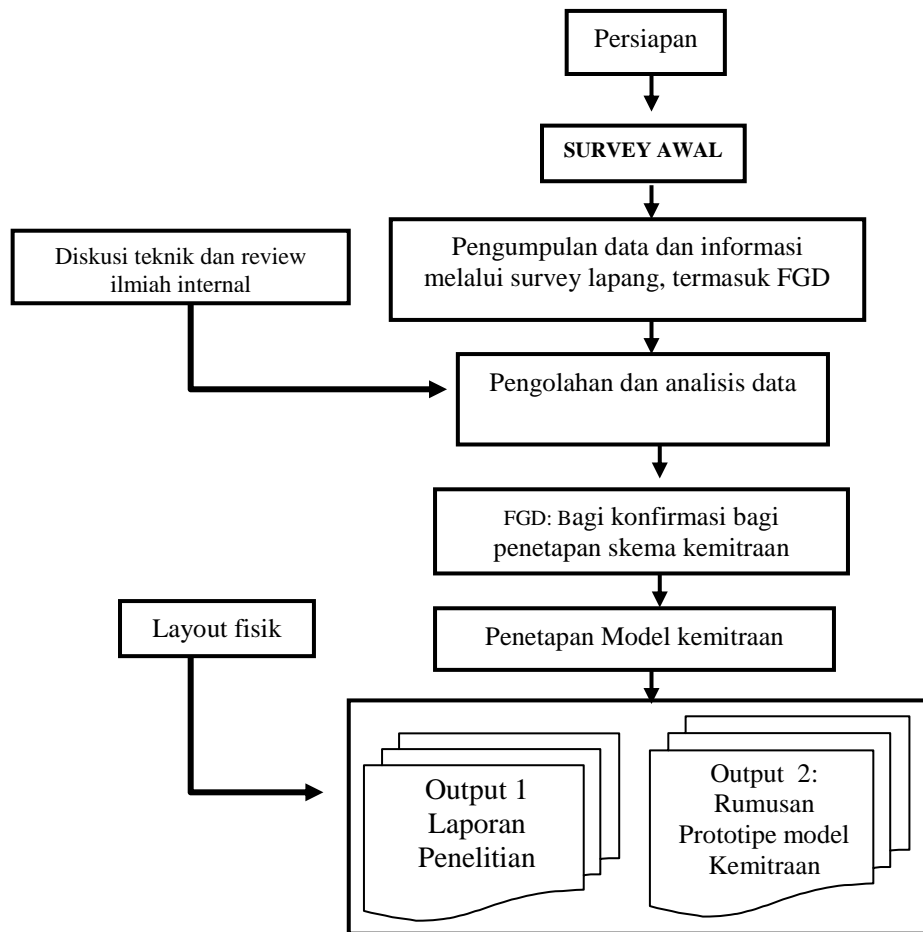 Persiapan
SURVEY AWAL
Pengumpulan data dan informasi
melalui survey lapang, termasuk FGD
Diskusi teknik dan review
ilmiah internal
Pengolahan dan analisis data
FGD: Bagi konfirmasi bagi
penetapan skema kemitraan
Layout fisik
Penetapan Model kemitraan
Output 1
Laporan
Penelitian
Output 2:
Rumusan
Prototipe model
Kemitraan